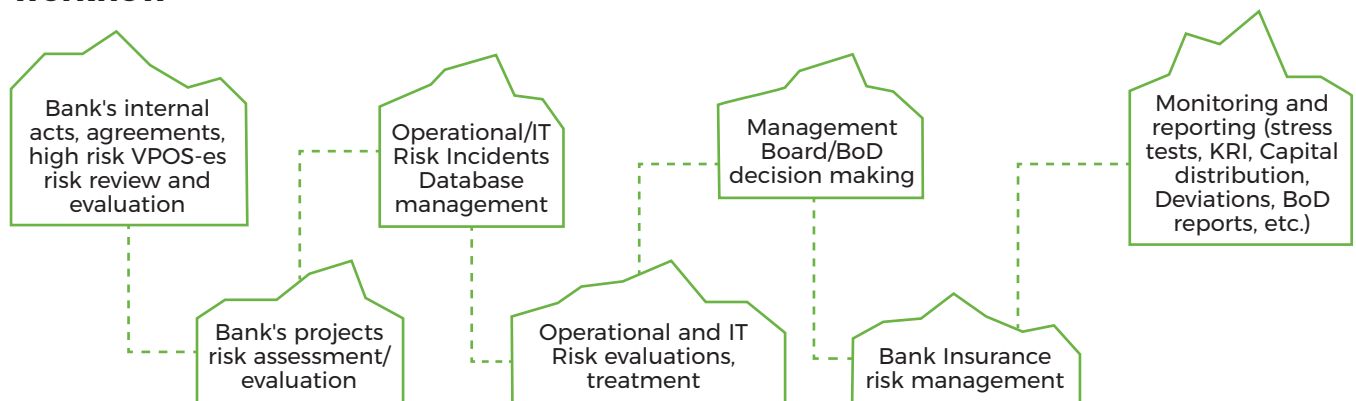 Bank's internal
acts, agreements,
high risk VPOS-es
risk review and
evaluation
Bank's projects
risk assessment/
evaluation
Operational/IT
Risk Incidents
Database
management
Operational and IT
Risk evaluations,
treatment
Management
Board/BoD
decision making
Bank Insurance
risk management
Monitoring and
reporting (stress
tests, KRI, Capital
distribution,
Deviations, BoD
reports, etc.)